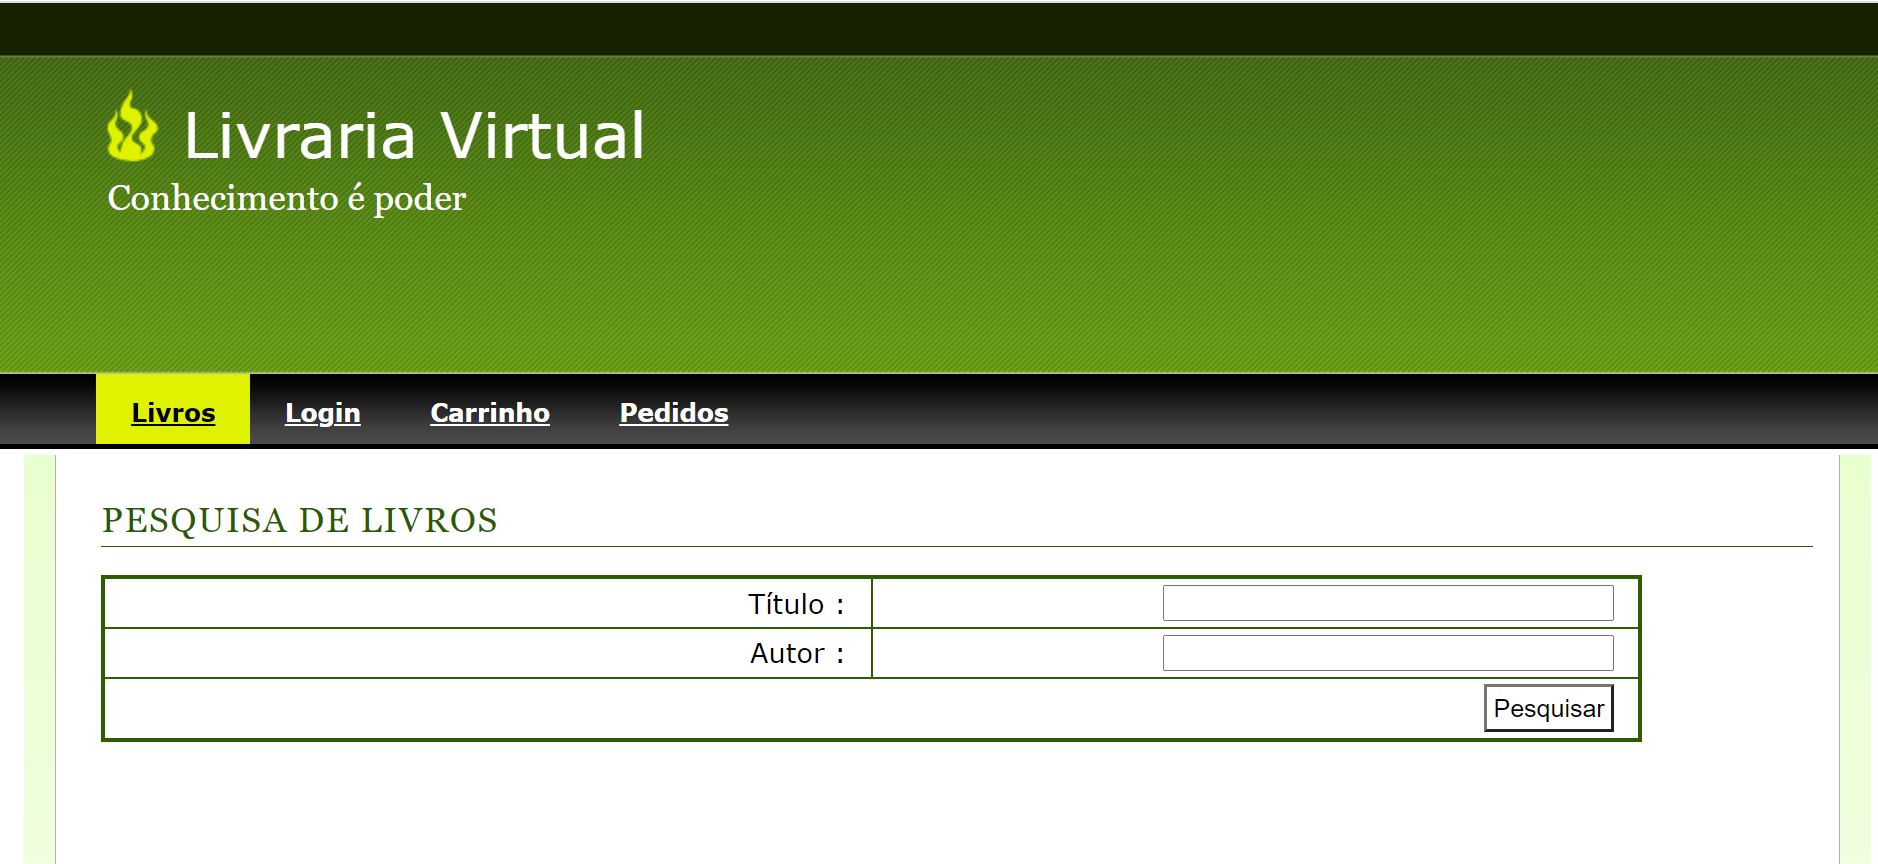 Livraria Virtual
Conhecimento é poder
Livros Login Carrinho Pedidos
PESQUISA DE LIVROS
Título :
Autor :
Pesquisar